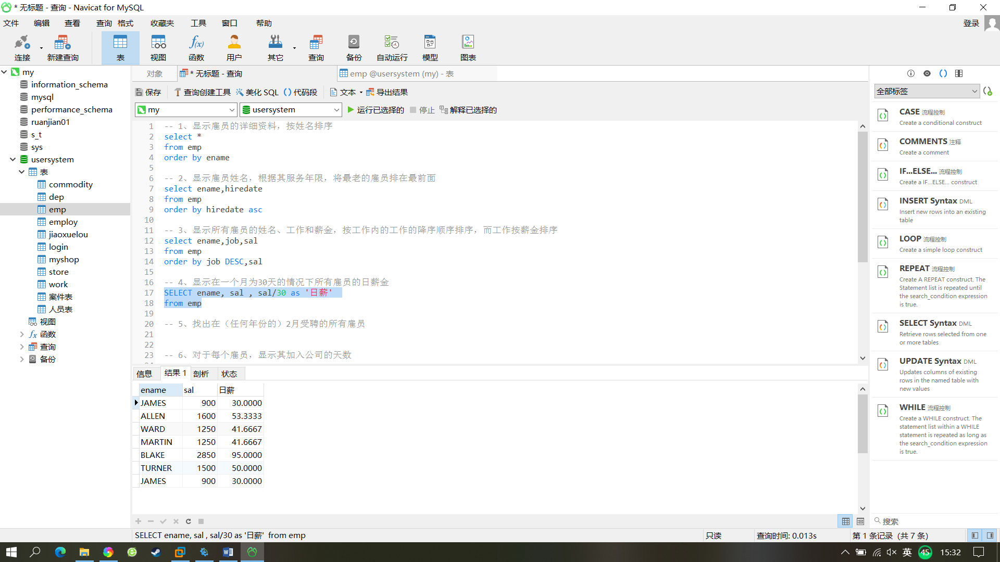 * 无标题 - 查询 - Navicat for MySQL
文件 编辑 查看 查询 格式 收藏夹 工具 窗口 帮助 登录
连接 新建查询 表 视图 函数 用户 其它 查询 备份 自动运行 模型 图表
my
information_schema
mysql
performance_schema
ruanjian01
s_t
sys
usersystem
表
commodity
dep
emp
employ
jiaoxuelou
login
myshop
store
work
案件表
人员表
视图
函数
查询
备份
对象 * 无标题 - 查询 emp @usersystem (my) - 表
保存 查询创建工具 美化 SQL 代码段 文本 导出结果
my usersystem 运行已选择的 停止 解释已选择的
1 -- 1、显示雇员的详细资料，按姓名排序
2 select *
3 from emp
4 order by ename
5
6 -- 2、显示雇员姓名，根据其服务年限，将最老的雇员排在最前面
7 select ename,hiredate
8 from emp
9 order by hiredate asc
10
11 -- 3、显示所有雇员的姓名、工作和薪金，按工作内的工作的降序顺序排序，而工作按薪金排序
12 select ename,job,sal
13 from emp
14 order by job DESC,sal
15
16 -- 4、显示在一个月为30天的情况下所有雇员的日薪金
17 SELECT ename, sal , sal/30 as '日薪'
18 from emp
19
20 -- 5、找出在（任何年份的）2月受聘的所有雇员
21
22
23 -- 6、对于每个雇员，显示其加入公司的天数
信息 结果 1 剖析 状态
ename sal 日薪
JAMES 900 30.0000
ALLEN 1600 53.3333
WARD 1250 41.6667
MARTIN 1250 41.6667
BLAKE 2850 95.0000
TURNER 1500 50.0000
JAMES 900 30.0000
全部标签
CASE 流程控制
Create a conditional construct
COMMENTS 注释
Create a comment
IF...ELSE... 流程控制
Create a IF...ELSE... construct
INSERT Syntax DML
Insert new rows into an existing
table
LOOP 流程控制
Create a simple loop construct
REPEAT 流程控制
Create A REPEAT construct. The
Statement list is repeated until
the search_condition expression
is true.
SELECT Syntax DML
Retrieve rows selected from one
or more tables
UPDATE Syntax DML
Updates columns of existing
rows in the named table with
new values
WHILE 流程控制
Create a WHILE construct. The
statement list within a WHILE
statement is repeated as long as
the search_condition expression
is true.
搜索
SELECT ename, sal , sal/30 as '日薪' from emp 只读 查询时间: 0.013s 第 1 条记录 (共 7 条)
英 45 15:32